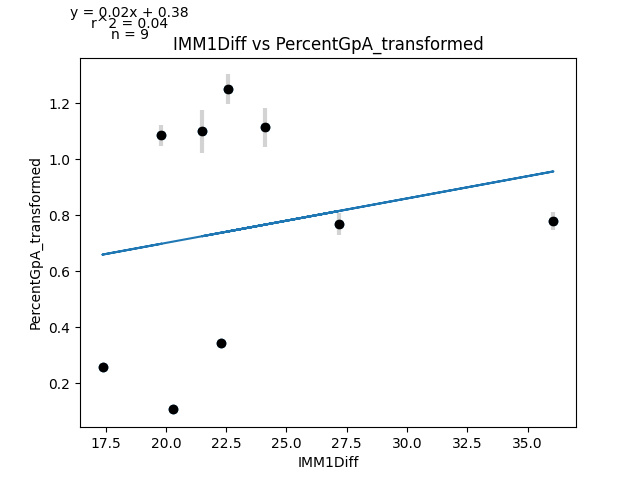 y = 0.02x + 0.38
r^2 = 0.04
n = 9
IMM1Diff vs PercentGpA_transformed
PercentGpA_transformed
1.2
1.0
0.8
0.6
0.4
0.2
17.5 20.0 22.5 25.0 27.5 30.0 32.5 35.0
IMM1Diff